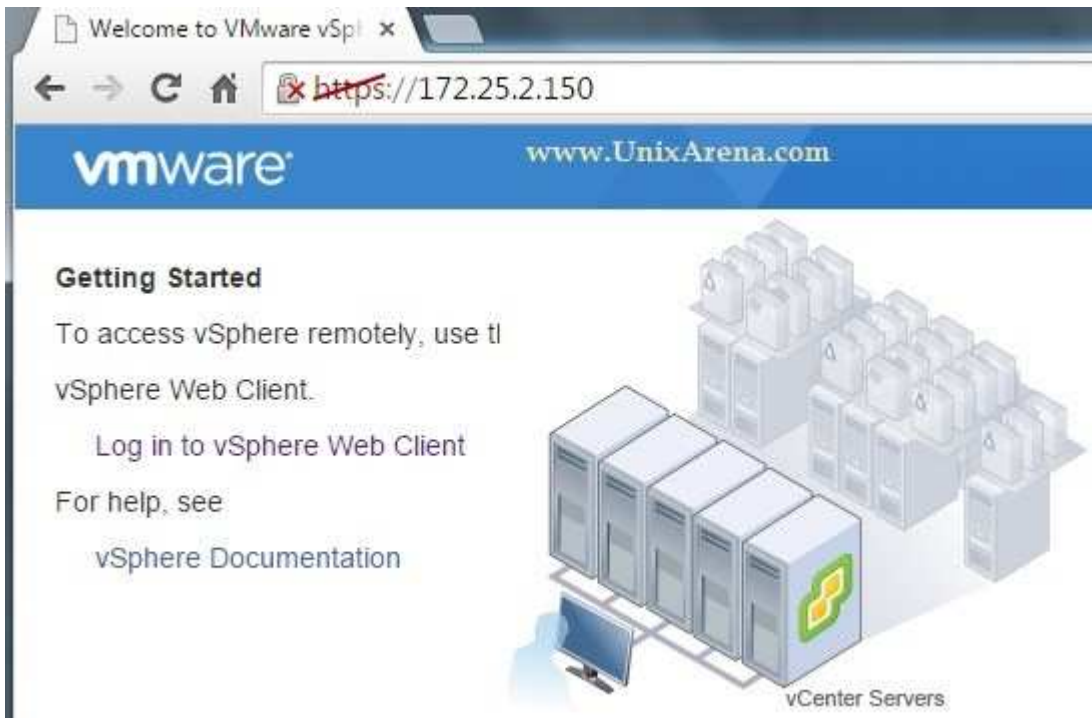 Welcome to VMware vSp
https://172.25.2.150
vmware
www.UnixArena.com
Getting Started
To access vSphere remotely, use tl
vSphere Web Client.
Log in to vSphere Web Client
For help, see
vSphere Documentation
vCenter Servers